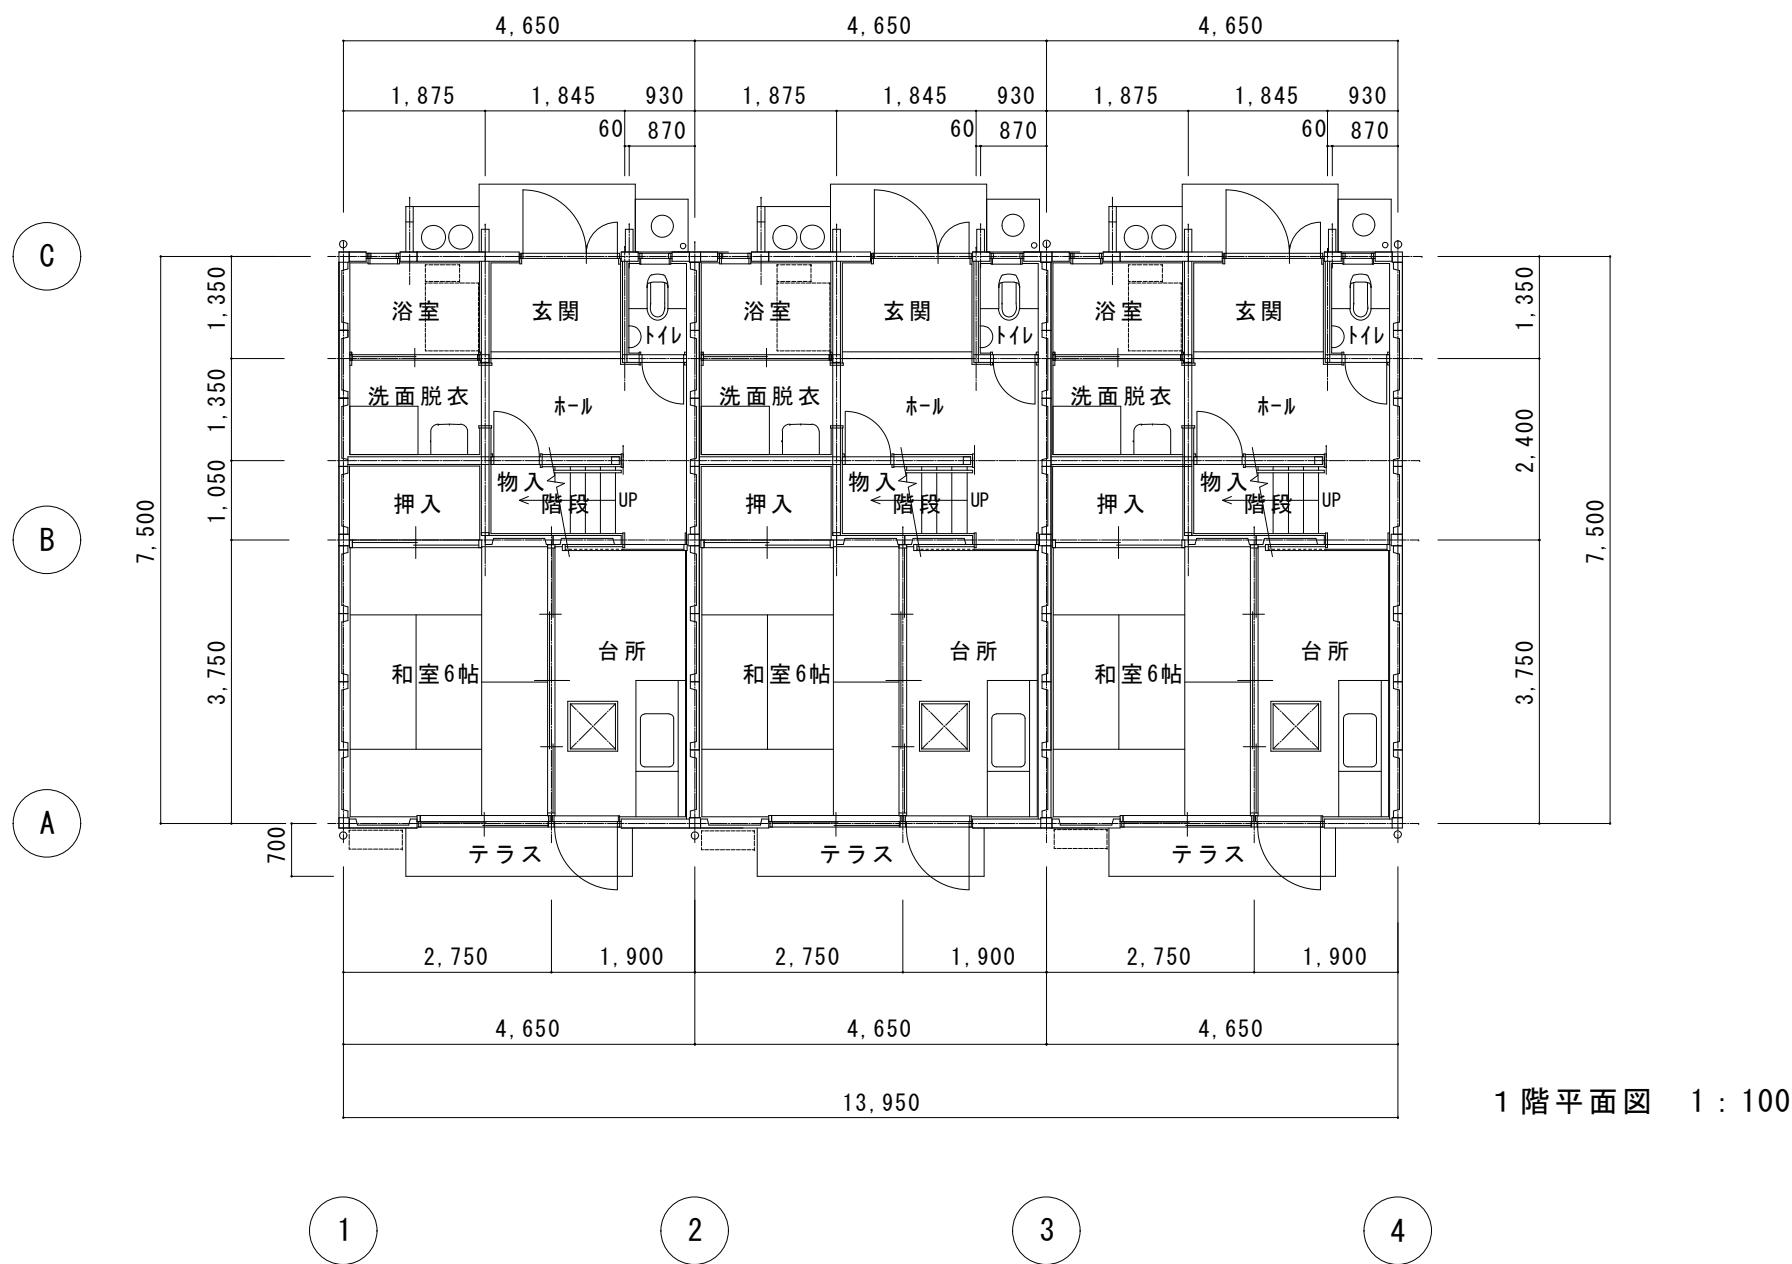 4,650 4,650 4,650
1,875 1,845 930 1,875 1,845 930 1,875 1,845 930
60 870 60 870 60 870
C
1,350 1,350
浴室 玄関 トイレ 浴室 玄関 トイレ 浴室 玄関 トイレ
1,350
洗面脱衣 ホール 洗面脱衣 ホール 洗面脱衣 ホール
2,400
1,050
押入 物入 階段 UP 押入 物入 階段 UP 押入 物入 階段 UP
7,500 7,500
B
3,750 3,750
和室6帖 台所 和室6帖 台所 和室6帖 台所
A
700
テラス テラス テラス
2,750 1,900 2,750 1,900 2,750 1,900
4,650 4,650 4,650
13,950
1階平面図 1:100
1 2 3 4